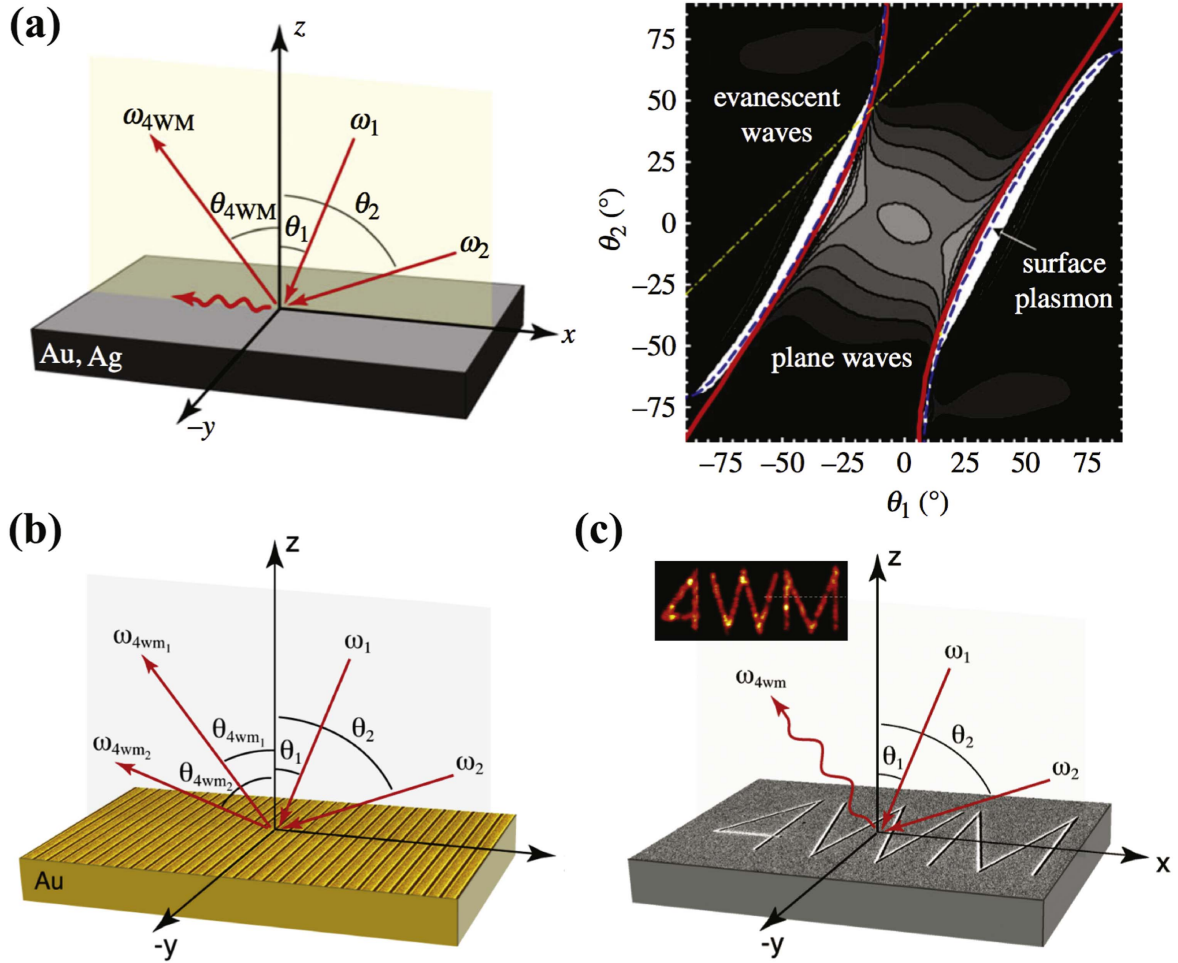 (a)
z
ω4WM
ω1
θ4WM
θ1
θ2
ω2
x
Au, Ag
−y
75
50
25
0
−25
−50
−75
θ2 (°)
evanescent
waves
surface
plasmon
plane waves
−75 −50 −25 0 25 50 75
θ1 (°)
(b)
z
ω4wm1
ω1
θ4wm1
θ1
θ2
ω4wm2
θ4wm2
ω2
Au
-y
(c)
4WM
z
ω4wm
ω1
θ1
θ2
ω2
4WM
x
-y